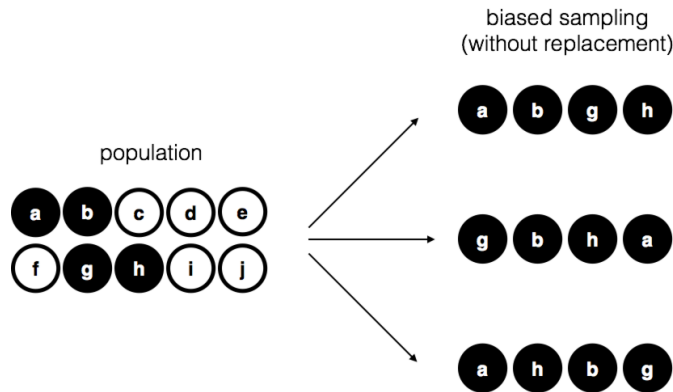 biased sampling
(without replacement)
a b g h
population
a b c d e
g b h a
f g h i j
a h b g